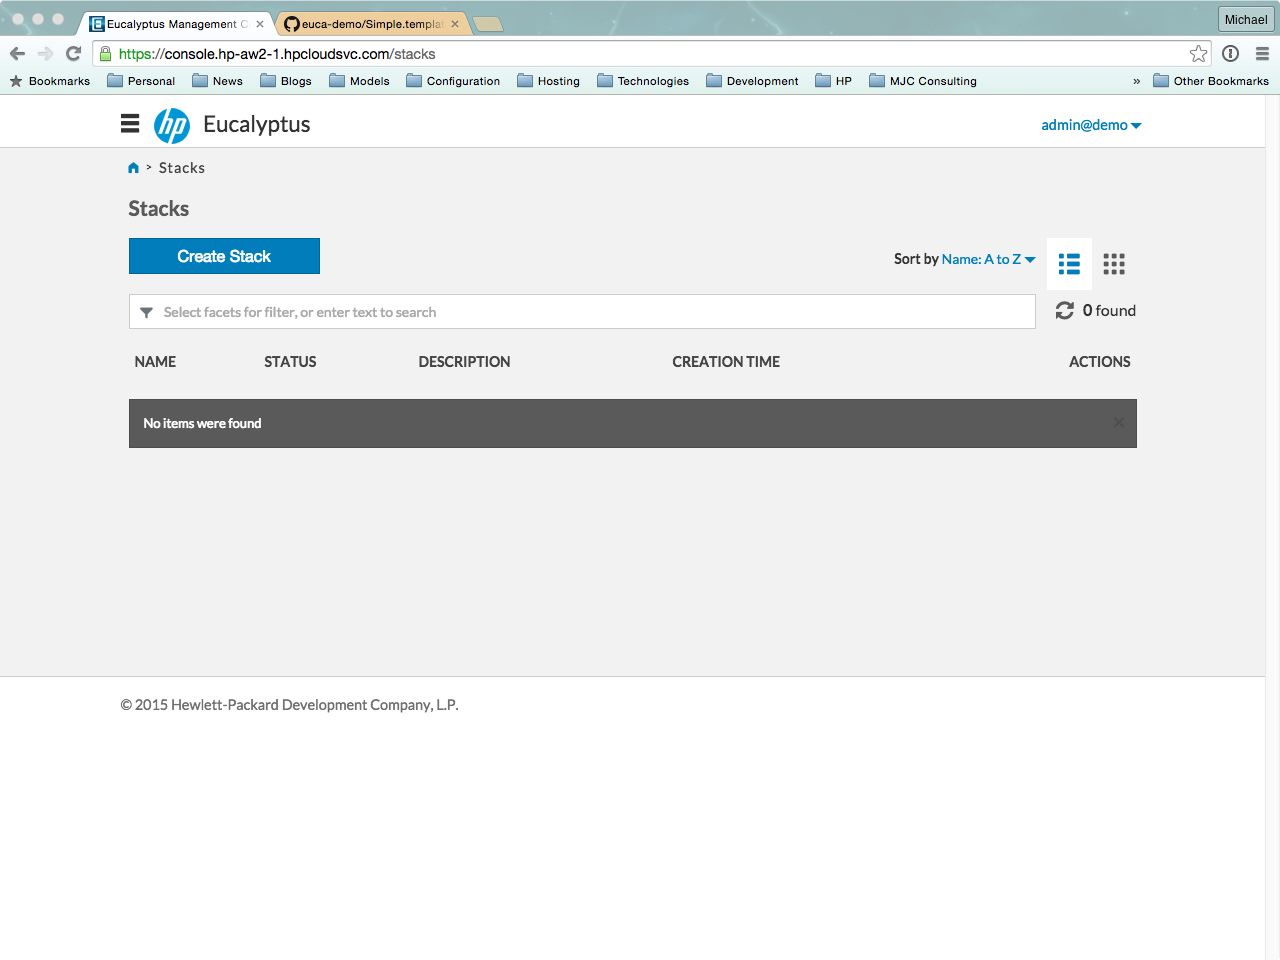 Eucalyptus Management C
euca-demo/Simple.templat
Michael
https://console.hp-aw2-1.hpcloudsvc.com/stacks
Bookmarks Personal News Blogs Models Configuration Hosting Technologies Development HP MJC Consulting » Other Bookmarks
hp Eucalyptus admin@demo
> Stacks
Stacks
Create Stack
Sort by Name: A to Z
Select facets for filter, or enter text to search
0 found
NAME STATUS DESCRIPTION CREATION TIME ACTIONS
No items were found ×
© 2015 Hewlett-Packard Development Company, L.P.